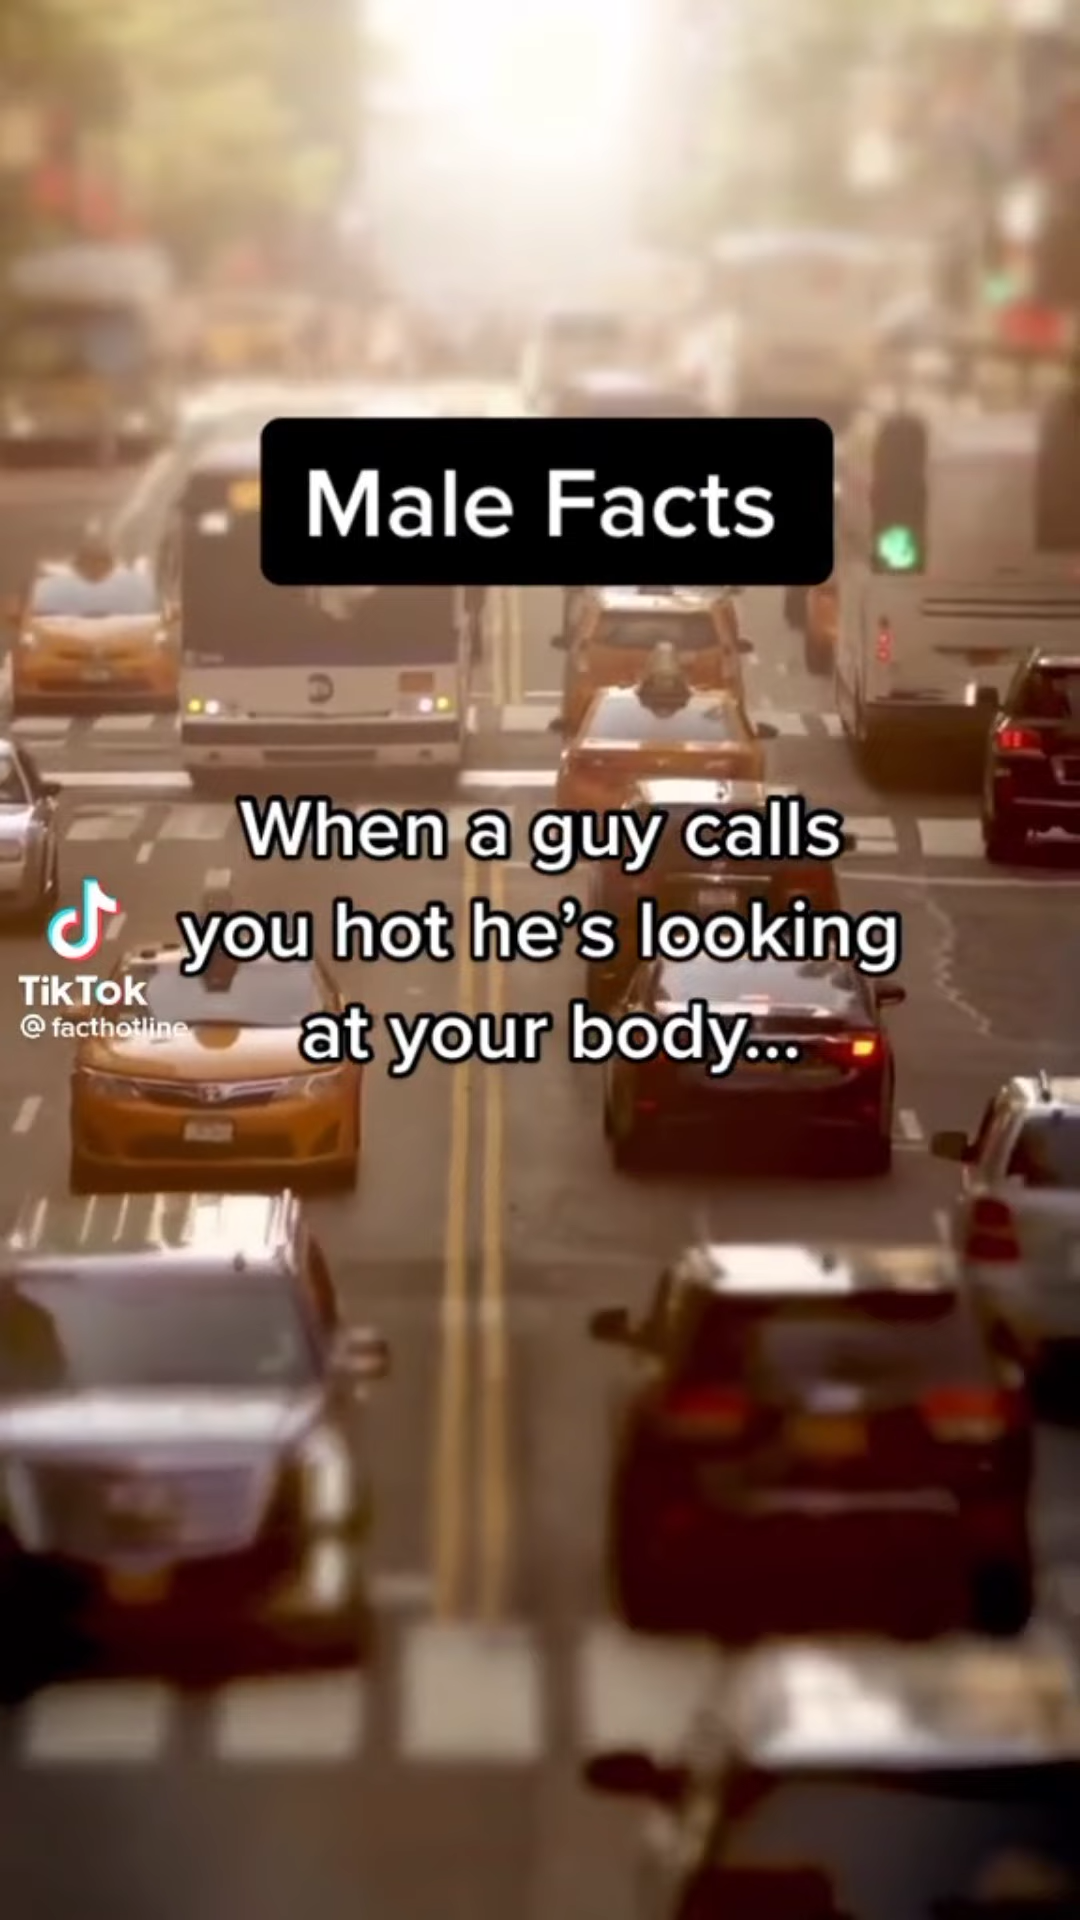 Male Facts
When a guy calls
you hot he's looking
at your body...
TikTok
@facthotline